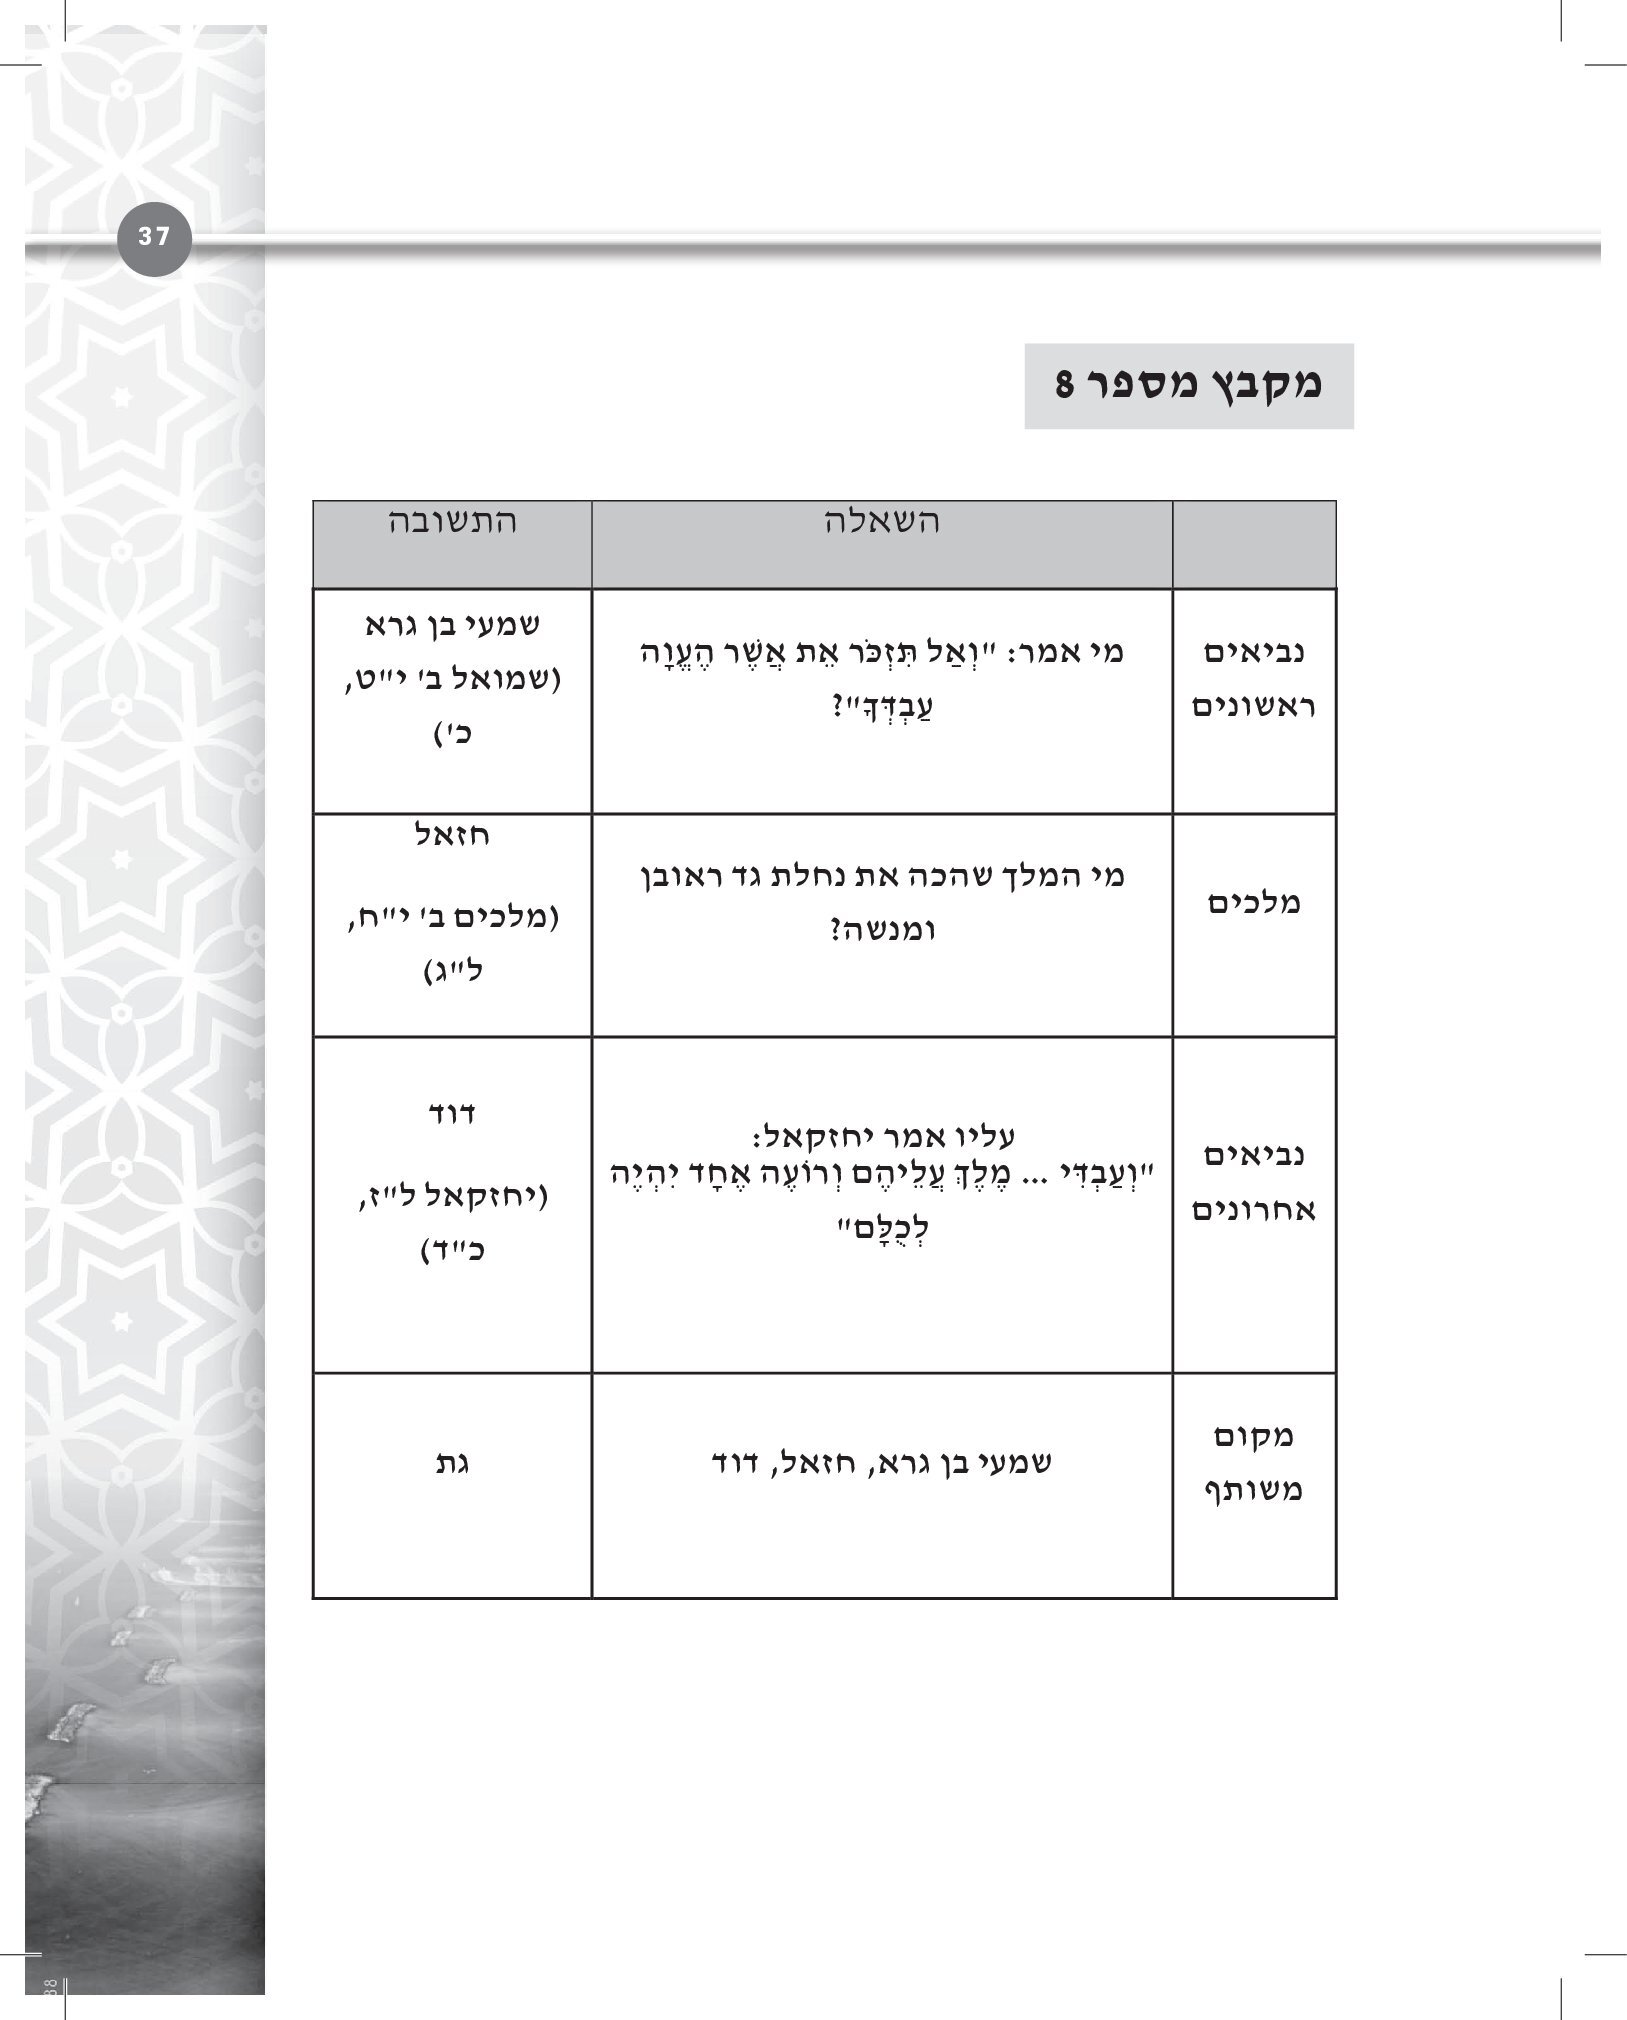 37
מקבץ מספר 8
השאלה
התשובה
נביאים
ראשונים
מי אמר: "וְאַל תִּזְכֹּר אֵת אֲשֶׁר הֶעֱוָה
עַבְדְּךָ"?
שמעי בן גרא
(שמואל ב' י"ט,
כ')
מלכים
מי המלך שהכה את נחלת גד ראובן
ומנשה?
חזאל
(מלכים ב' י"ח,
ל"ג)
נביאים
אחרונים
עליו אמר יחזקאל:
"וְעַבְדִּי ... מֶלֶךְ עֲלֵיהֶם וְרוֹעֶה אֶחָד יִהְיֶה
לְכֻלָּם"
דוד
(יחזקאל ל"ז,
כ"ד)
מקום
משותף
שמעי בן גרא, חזאל, דוד
גת